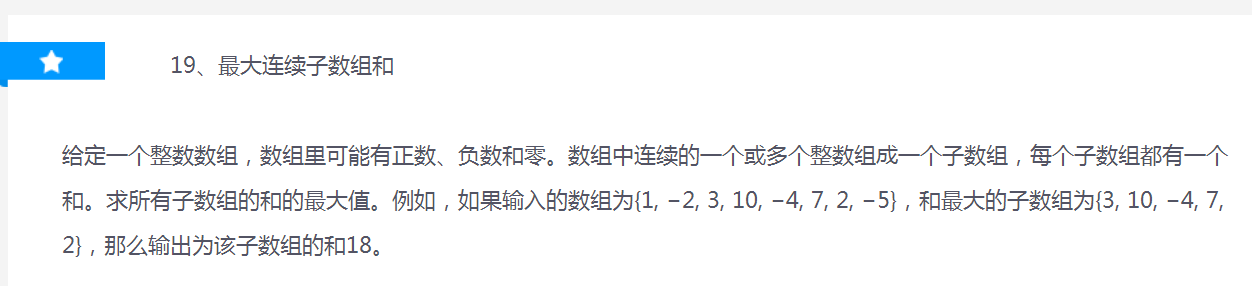 19、最大连续子数组和
给定一个整数数组，数组里可能有正数、负数和零。数组中连续的一个或多个整数组成一个子数组，每个子数组都有一个
和。求所有子数组的和的最大值。例如，如果输入的数组为{1, −2, 3, 10, −4, 7, 2, −5}，和最大的子数组为{3, 10, −4, 7,
2}，那么输出为该子数组的和18。